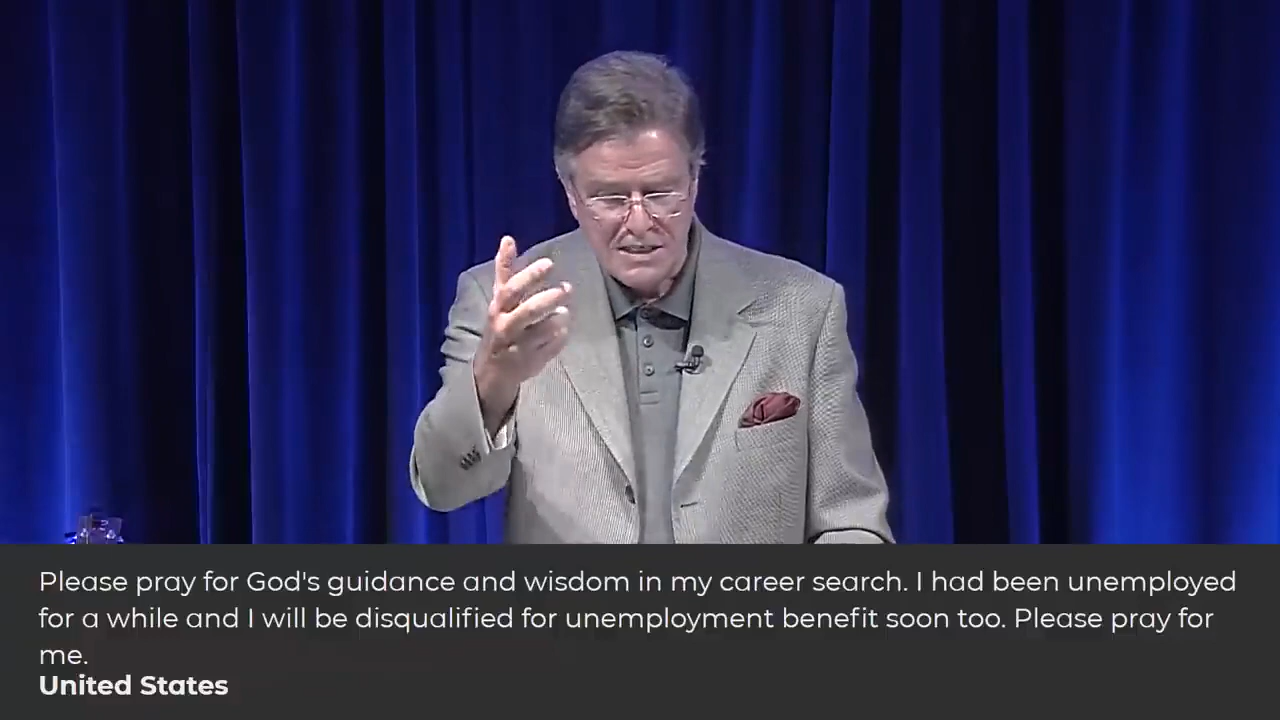 Please pray for God's guidance and wisdom in my career search. I had been unemployed
for a while and I will be disqualified for unemployment benefit soon too. Please pray for
me.
United States